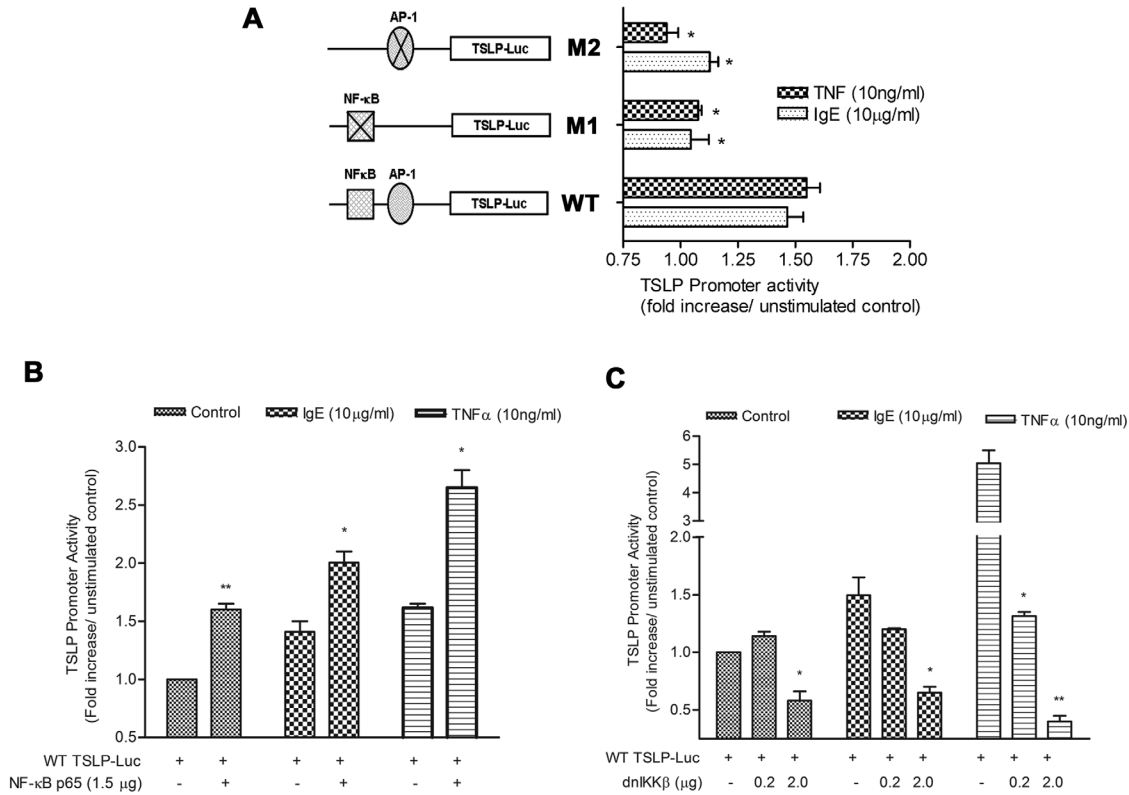 A
AP-1
TSLP-Luc
M2
*
*
NF-κB
TSLP-Luc
M1
*
*
TNF (10ng/ml)
IgE (10μg/ml)
NFκB AP-1
TSLP-Luc
WT
0.75 1.00 1.25 1.50 1.75 2.00
TSLP Promoter activity
(fold increase/ unstimulated control)
B
Control IgE (10μg/ml) TNFα (10ng/ml)
TSLP Promoter Activity
(Fold increase/ unstimulated control)
3.0
2.5
2.0
1.5
1.0
0.5
**
*
*
WT TSLP-Luc + + + + + +
NF-κB p65 (1.5 μg) - + - + - +
C
Control IgE (10μg/ml) TNFα (10ng/ml)
TSLP Promoter Activity
(Fold increase/ unstimulated control)
6
5
4
3
2.0
1.5
1.0
0.5
*
*
*
**
WT TSLP-Luc + + + + + + + + +
dnIKKβ (μg) - 0.2 2.0 - 0.2 2.0 - 0.2 2.0